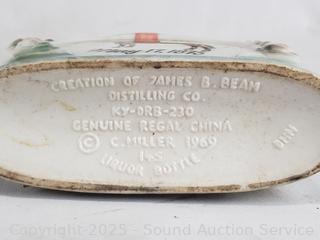 CREATION OF JAMES B. BEAM
DISTILLING CO.
KY-DRB-230
GENUINE REGAL CHINA
© C. MILLER 1969
LIQUOR BOTTLE
Copyright 2025 - Sound Auction Service